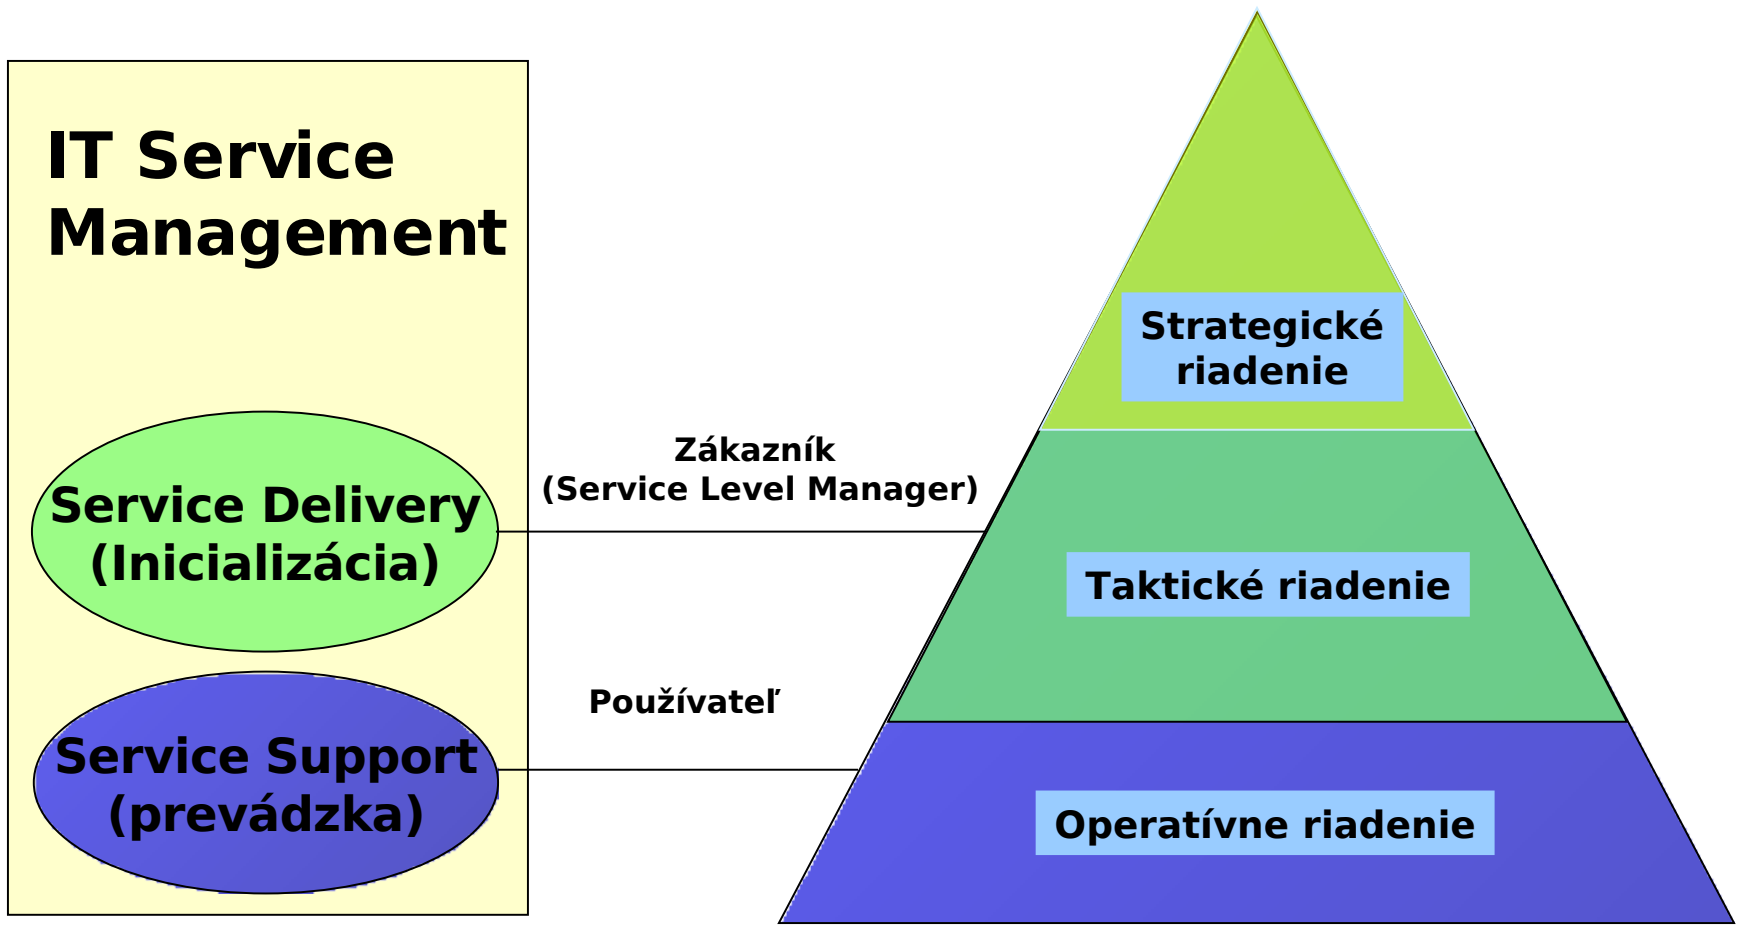 IT Service
Management
Service Delivery
(Inicializácia)
Service Support
(prevádzka)
Zákazník
(Service Level Manager)
Používateľ
Strategické
riadenie
Taktické riadenie
Operatívne riadenie